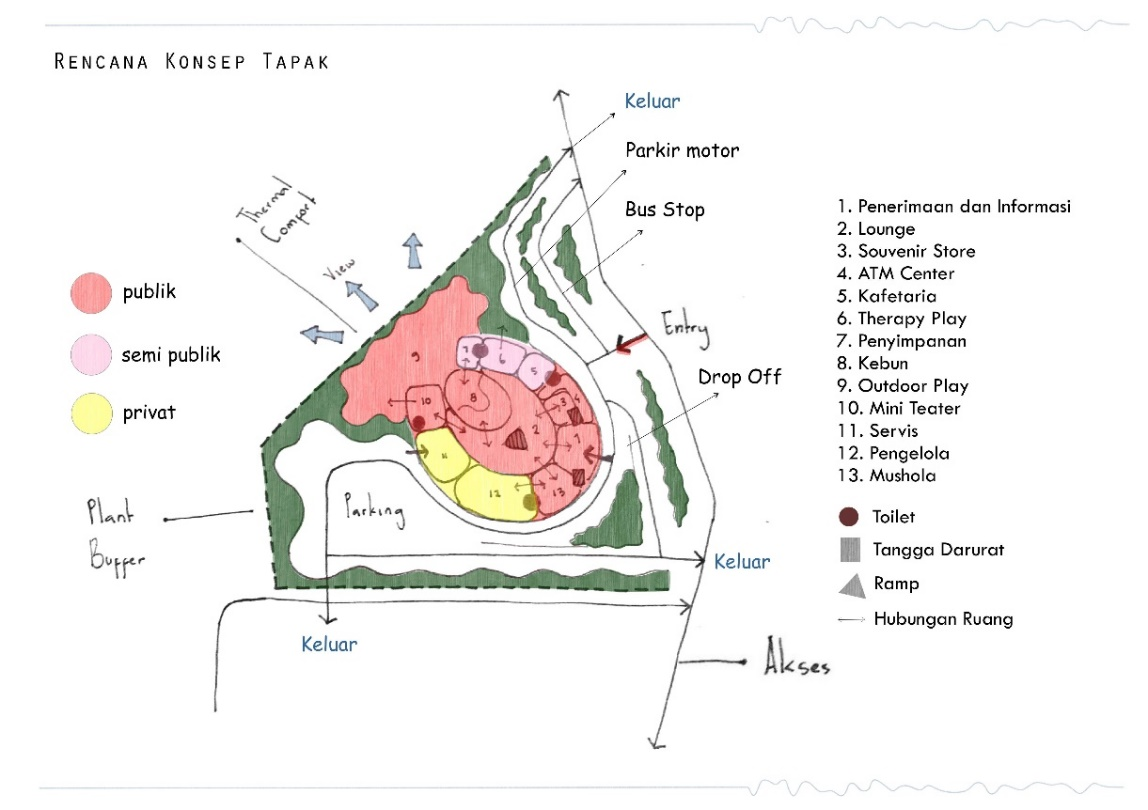 RENCANA KONSEP TAPAK
Keluar
Parkir motor
Bus Stop
Thermal
Comfort
View
publik
semi publik
privat
Entry
Drop Off
9
7
6
5
8
10
3
4
2
1
11
12
13
Parking
Plant
Buffer
Keluar
Keluar
Akses
1. Penerimaan dan Informasi
2. Lounge
3. Souvenir Store
4. ATM Center
5. Kafetaria
6. Therapy Play
7. Penyimpanan
8. Kebun
9. Outdoor Play
10. Mini Teater
11. Servis
12. Pengelola
13. Mushola
Toilet
Tangga Darurat
Ramp
Hubungan Ruang